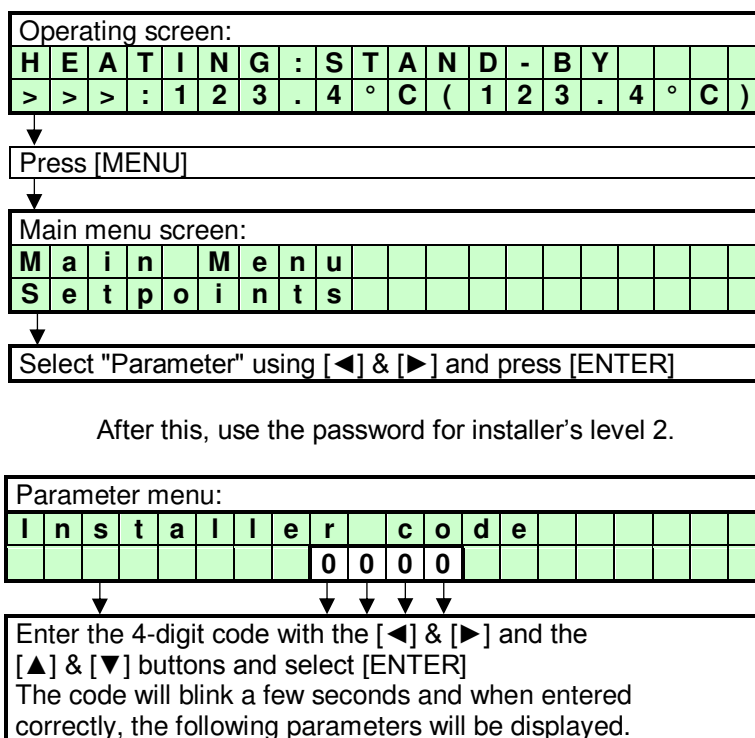 Operating screen:
HEATING:STAND-BY
>>>:123.4°C(123.4°C)
Press [MENU]
Main menu screen:
Main Menu
Setpoints
Select "Parameter" using [◄] & [►] and press [ENTER]
After this, use the password for installer’s level 2.
Parameter menu:
Installer code
0000
Enter the 4-digit code with the [◄] & [►] and the
[▲] & [▼] buttons and select [ENTER]
The code will blink a few seconds and when entered
correctly, the following parameters will be displayed.